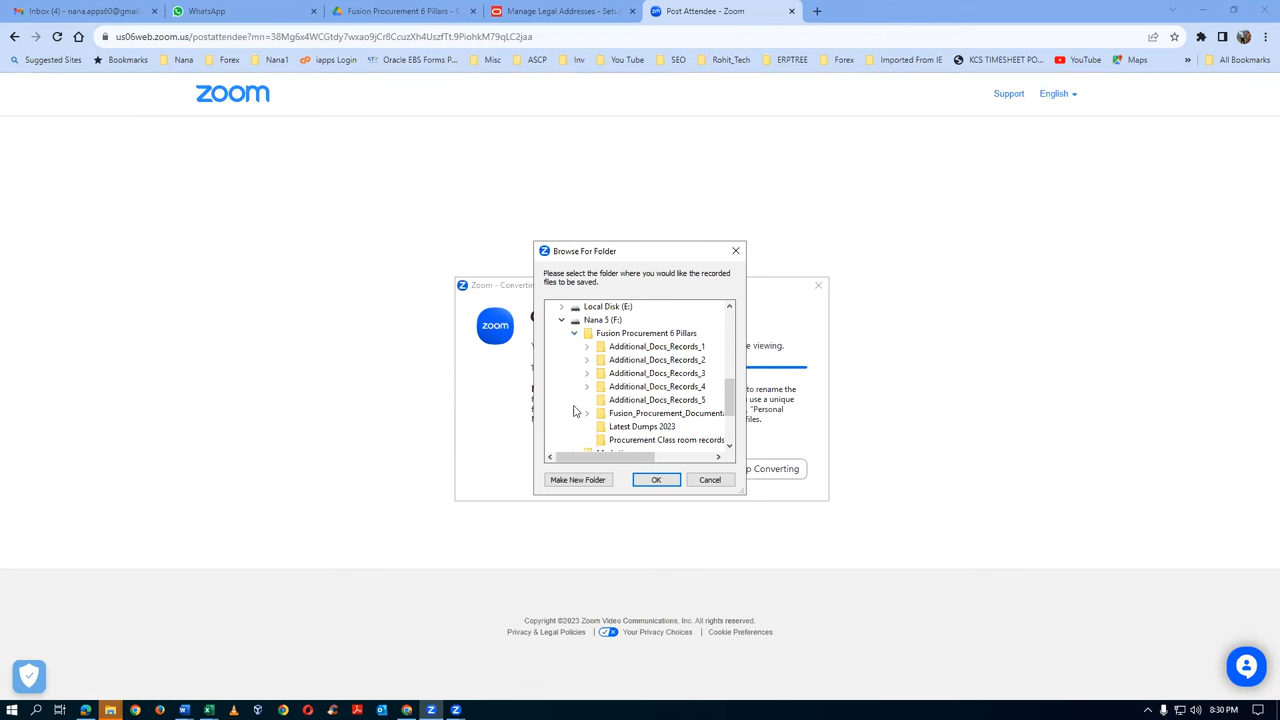 Inbox (4) - nana.apps60@gmail.c
WhatsApp
Fusion Procurement 6 Pillars - C
Manage Legal Addresses - Setup
Post Attendee - Zoom
us06web.zoom.us/postattendee?mn=38Mg6x4WCGtdy7wxao9jCr8CcuzXh4UszfTt.9PiohkM79qLC2jaa
Suggested Sites
Bookmarks
Nana
Forex
Nana1
iapps Login
Oracle EBS Forms P...
Misc
ASCP
Inv
You Tube
SEO
Rohit_Tech
ERPTREE
Forex
Imported From IE
KCS TIMESHEET PO...
YouTube
Maps
»
All Bookmarks
zoom
Support
English
Browse For Folder
Please select the folder where you would like the recorded
files to be saved.
Zoom - Convertin
zoom
Local Disk (E:)
Nana 5 (F:)
Fusion Procurement 6 Pillars
Additional_Docs_Records_1
Additional_Docs_Records_2
Additional_Docs_Records_3
Additional_Docs_Records_4
Additional_Docs_Records_5
Fusion_Procurement_Documenta
Latest Dumps 2023
Procurement Class room records
e viewing.
to rename the
use a unique
"Personal
files.
p Converting
Make New Folder
OK
Cancel
Copyright ©2023 Zoom Video Communications, Inc. All rights reserved.
Privacy & Legal Policies | Your Privacy Choices | Cookie Preferences
8:30 PM